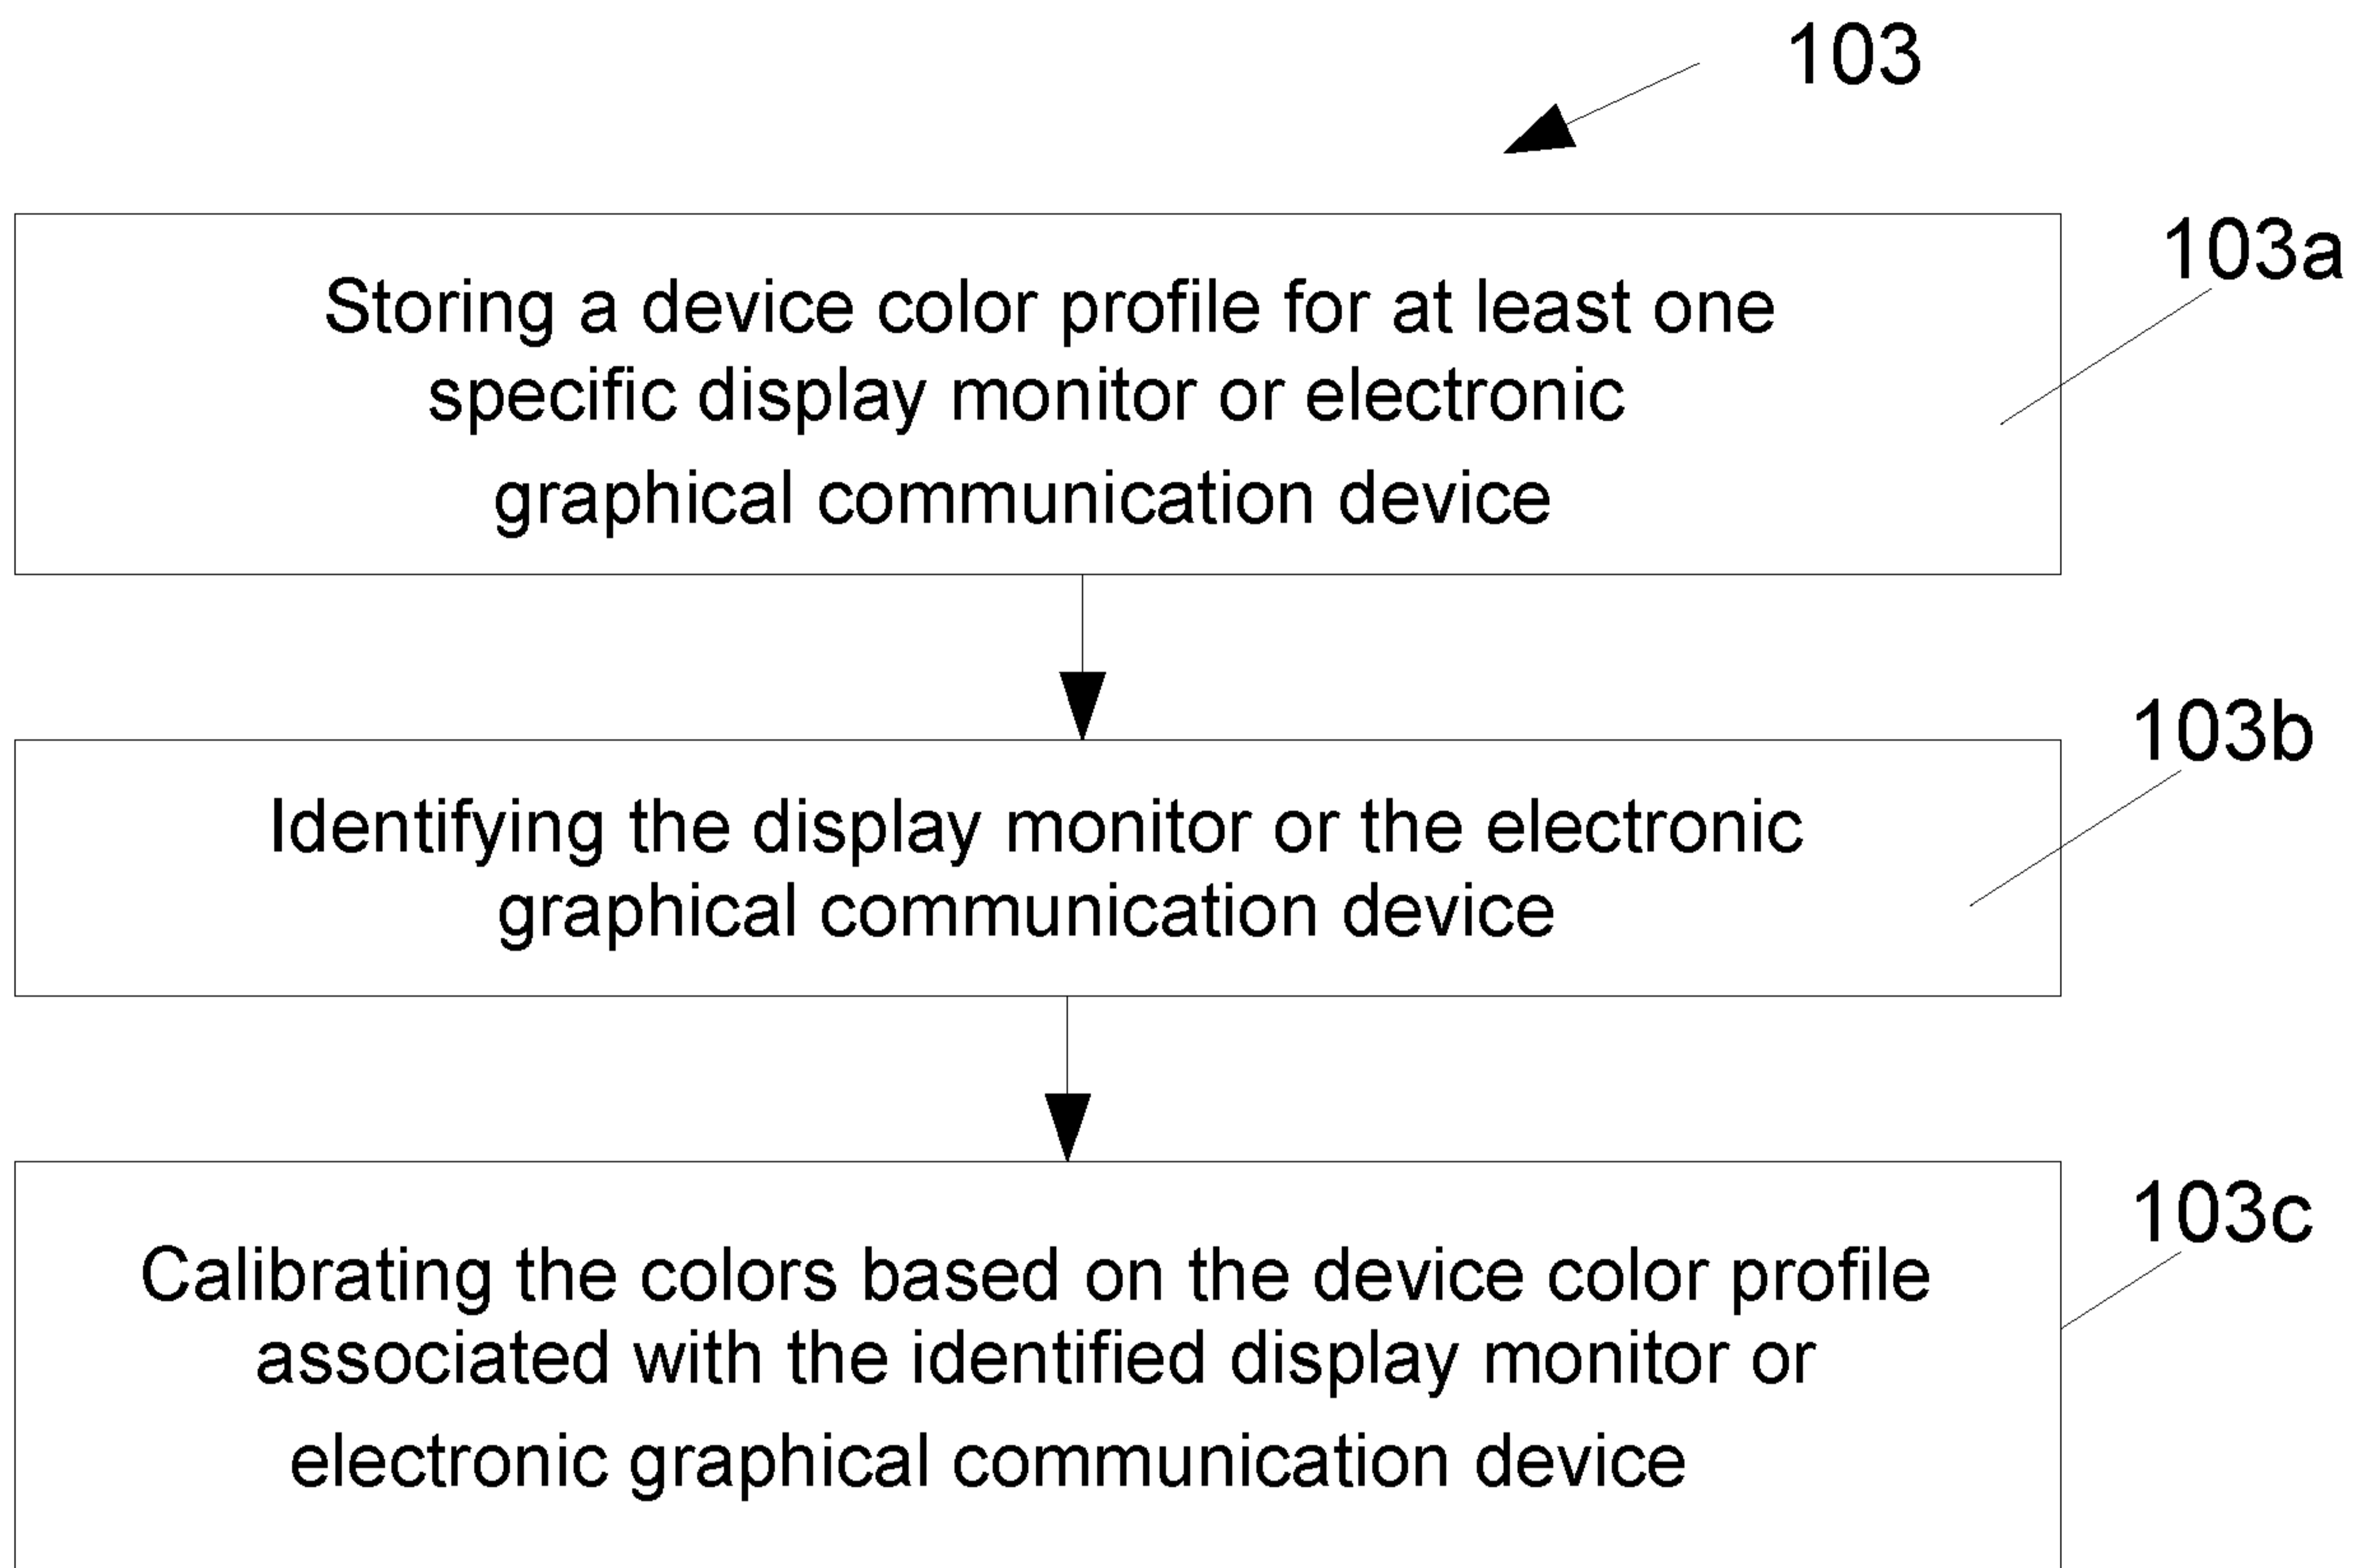 103
103a
Storing a device color profile for at least one
specific display monitor or electronic
graphical communication device
103b
Identifying the display monitor or the electronic
graphical communication device
103c
Calibrating the colors based on the device color profile
associated with the identified display monitor or
electronic graphical communication device